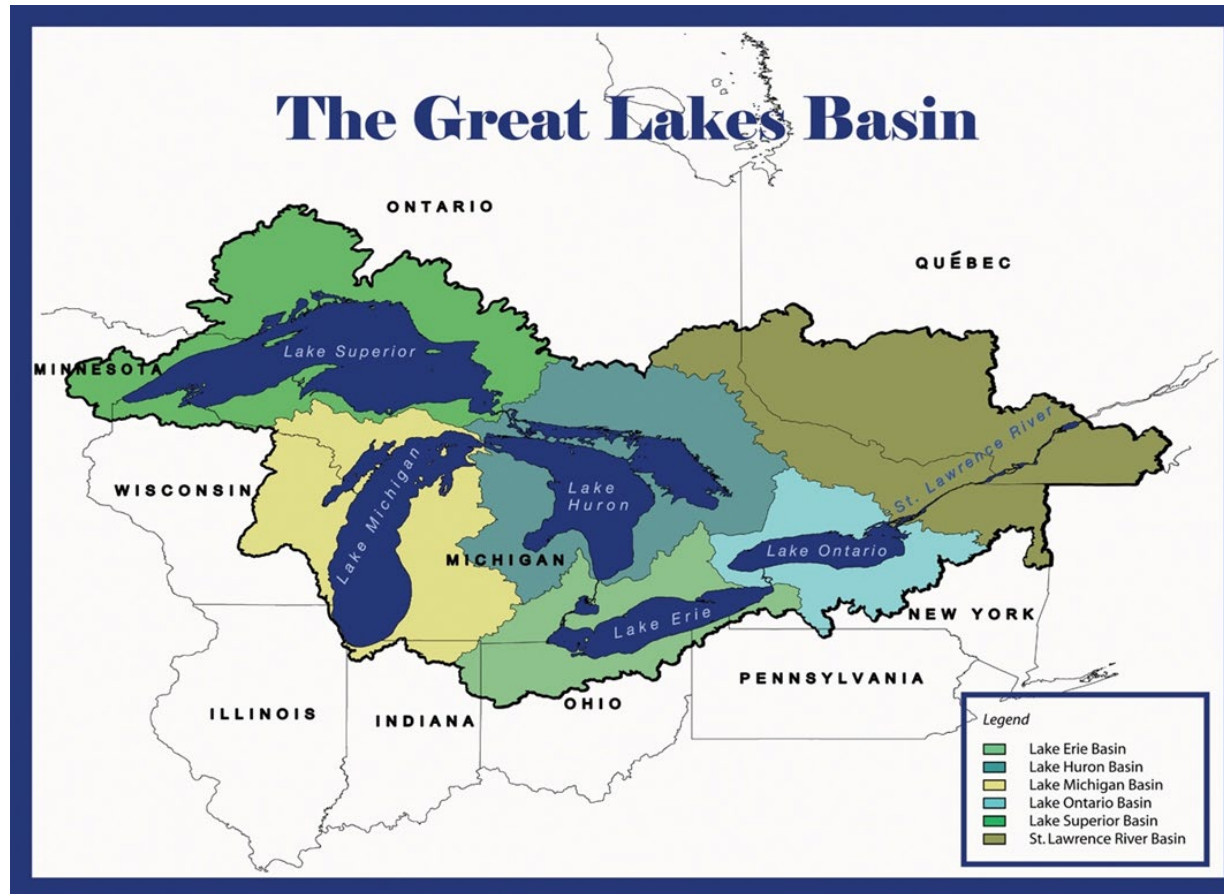 The Great Lakes Basin
ONTARIO
QUÉBEC
Lake Superior
MINNESOTA
St. Lawrence River
WISCONSIN
Lake Michigan
Lake
Huron
MICHIGAN
Lake Ontario
Lake Erie
NEW YORK
PENNSYLVANIA
OHIO
ILLINOIS
INDIANA
Legend
Lake Erie Basin
Lake Huron Basin
Lake Michigan Basin
Lake Ontario Basin
Lake Superior Basin
St. Lawrence River Basin